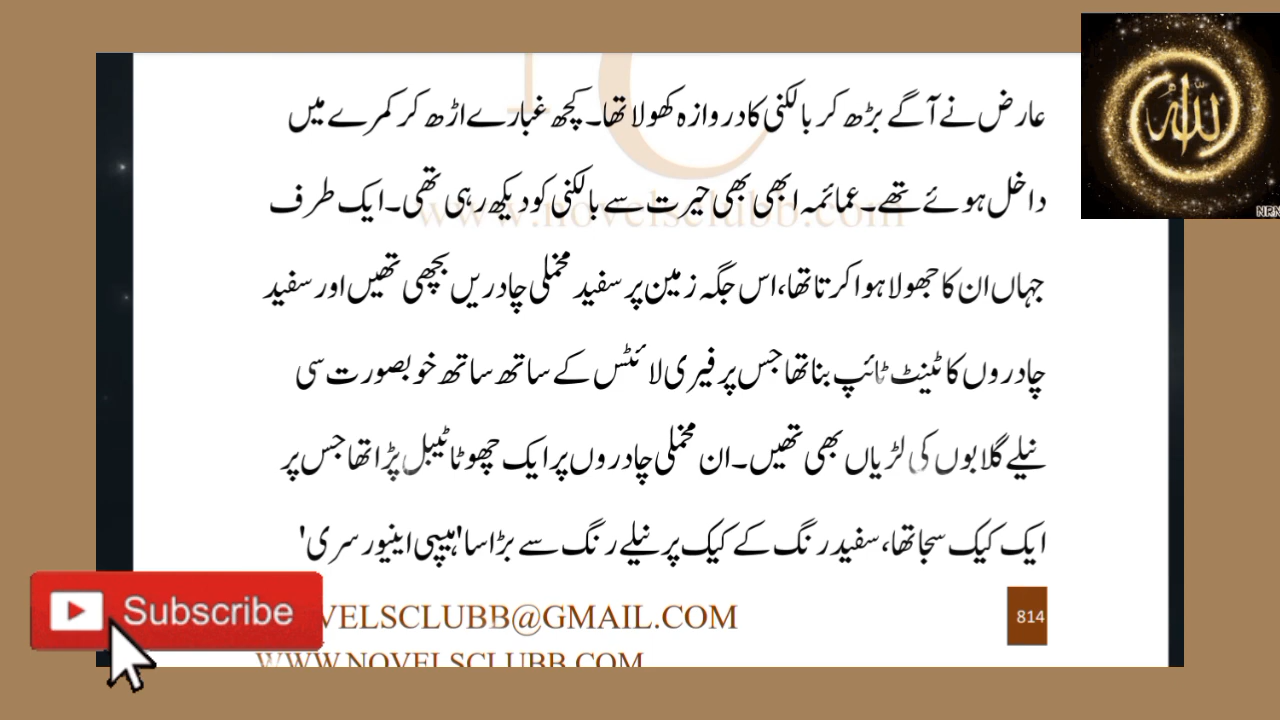 عارض نے آگے بڑھ کر بالکنی کا دروازہ کھولا تھا۔ کچھ غبارے اڑھ کر کمرے میں
داخل ہوئے تھے۔ عمائمہ ابھی بھی حیرت سے بالکنی کو دیکھ رہی تھی۔ ایک طرف
www.novelsclubb.com
جہاں ان کا جھولا ہوا کرتا تھا، اس جگہ زمین پر سفید مخملی چادریں بچھی تھیں اور سفید
چادروں کا ٹینٹ ٹائپ بنا تھا جس پر فیری لائٹس کے ساتھ ساتھ خوبصورت سی
نیلے گلابوں کی لڑیاں بھی تھیں۔ ان مخملی چادروں پر ایک چھوٹا ٹیبل پڑا تھا جس پر
ایک کیک سجا تھا، سفید رنگ کے کیک پر نیلے رنگ سے بڑا سا 'ہیپی اینیورسری'
VELSCLUBB@GMAIL.COM
814
WWW.NOVELSCLUBB.COM
Subscribe
الله